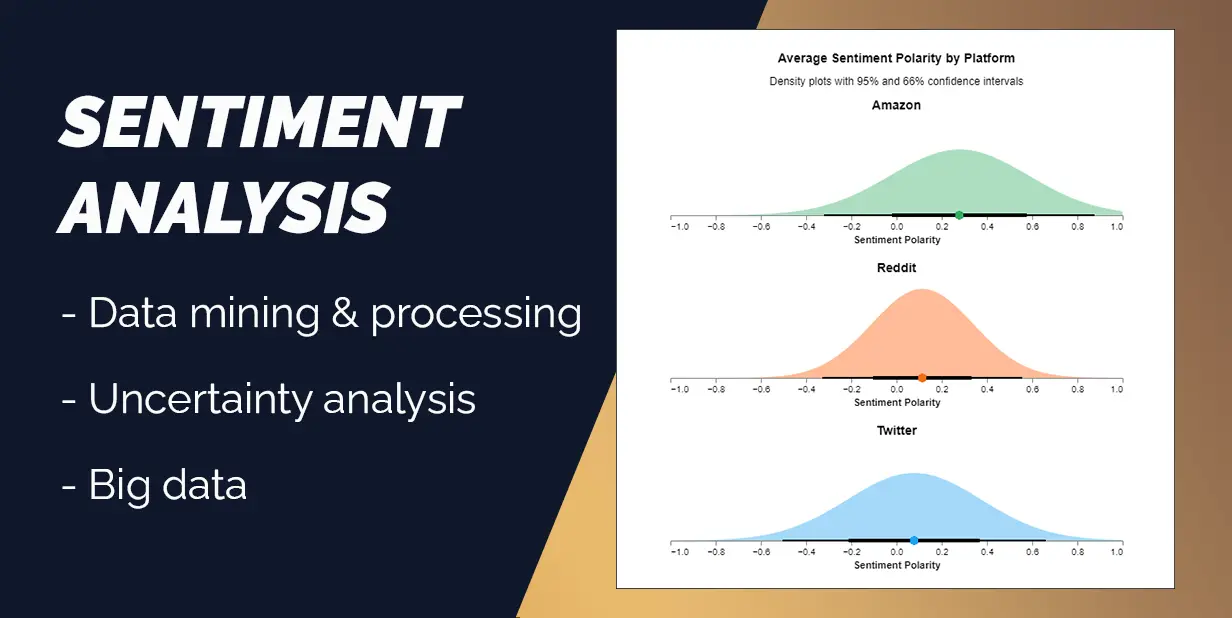 SENTIMENT
ANALYSIS
- Data mining & processing
- Uncertainty analysis
- Big data
Average Sentiment Polarity by Platform
Density plots with 95% and 66% confidence intervals
Amazon
−1.0 −0.8 −0.6 −0.4 −0.2 0.0 0.2 0.4 0.6 0.8 1.0
Sentiment Polarity
Reddit
−1.0 −0.8 −0.6 −0.4 −0.2 0.0 0.2 0.4 0.6 0.8 1.0
Sentiment Polarity
Twitter
−1.0 −0.8 −0.6 −0.4 −0.2 0.0 0.2 0.4 0.6 0.8 1.0
Sentiment Polarity